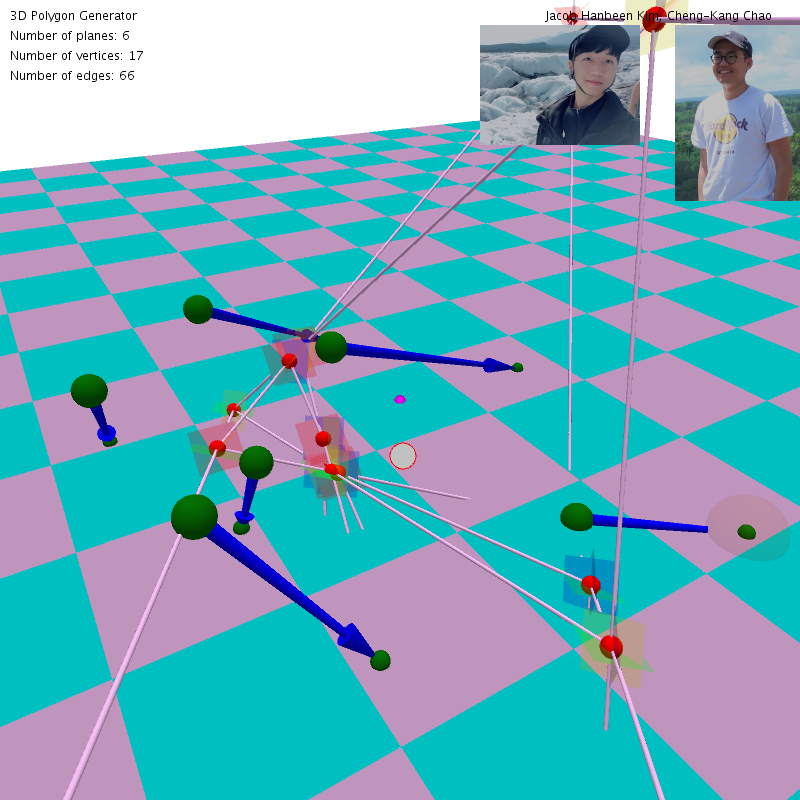 3D Polygon Generator
Jacob Hanbeen Kim, Cheng-Kang Chao
Number of planes: 6
Number of vertices: 17
Number of edges: 66